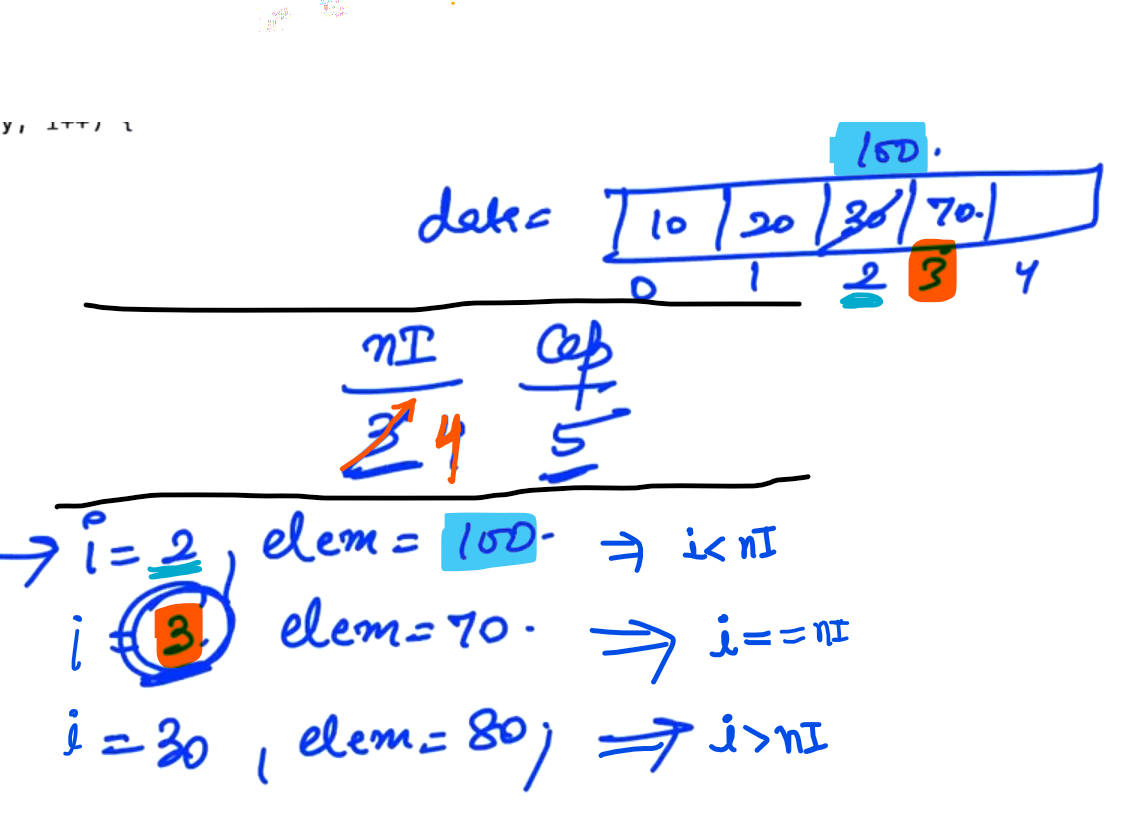 y, i++) {
100.
data = 10 20 30 70.
0 1 2 3 4
nI Cap
3 4 5
→ i = 2, elem = 100. ⇒ i < nI
i = 3. elem = 70. ⇒ i == nI
i = 30, elem = 80; ⇒ i > nI